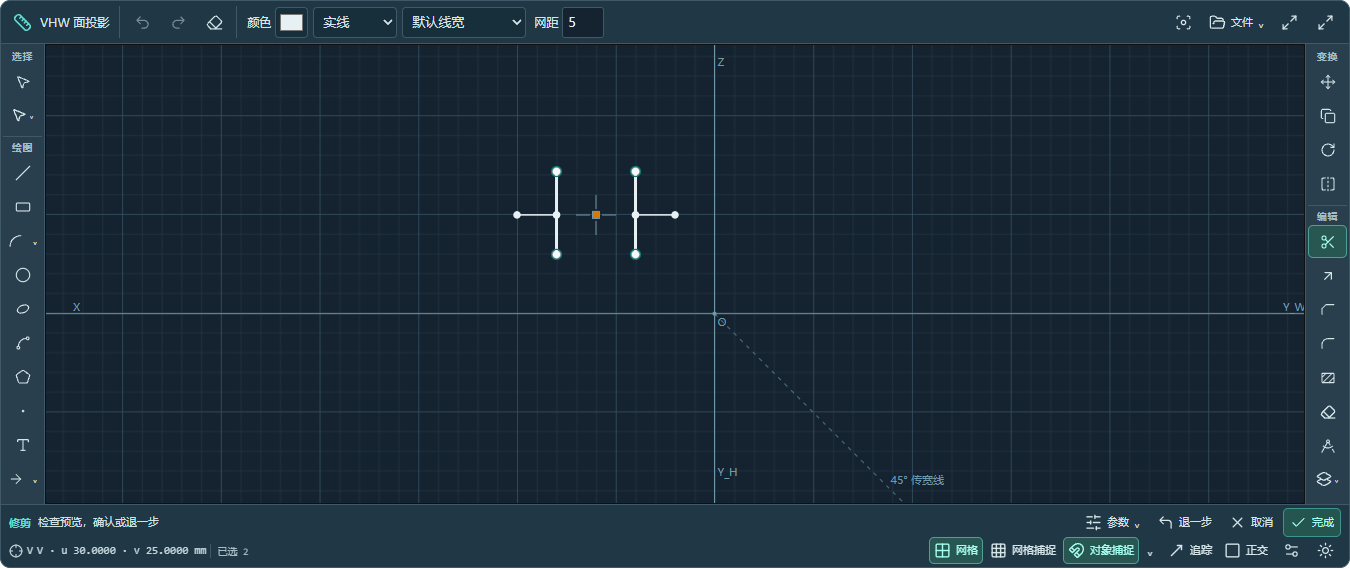 VHW 面投影
颜色
实线
默认线宽
网距 5
文件
选择
绘图
变换
编辑
Z
X
O
Y_W
Y_H
45° 传宽线
修剪 检查预览，确认或退一步
参数
退一步
取消
完成
V V · u 30.0000 · v 25.0000 mm
已选 2
网格
网格捕捉
对象捕捉
追踪
正交